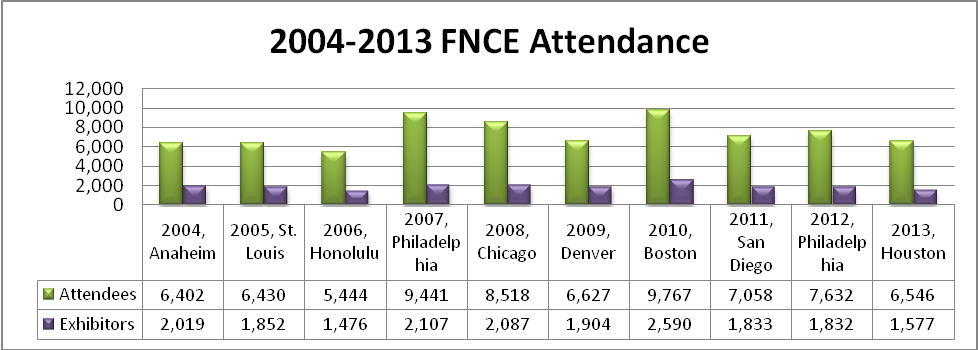 2004-2013 FNCE Attendance
12,000
10,000
8,000
6,000
4,000
2,000
0
2004, Anaheim
2005, St. Louis
2006, Honolulu
2007, Philadelphia
2008, Chicago
2009, Denver
2010, Boston
2011, San Diego
2012, Philadelphia
2013, Houston
Attendees 6,402 6,430 5,444 9,441 8,518 6,627 9,767 7,058 7,632 6,546
Exhibitors 2,019 1,852 1,476 2,107 2,087 1,904 2,590 1,833 1,832 1,577